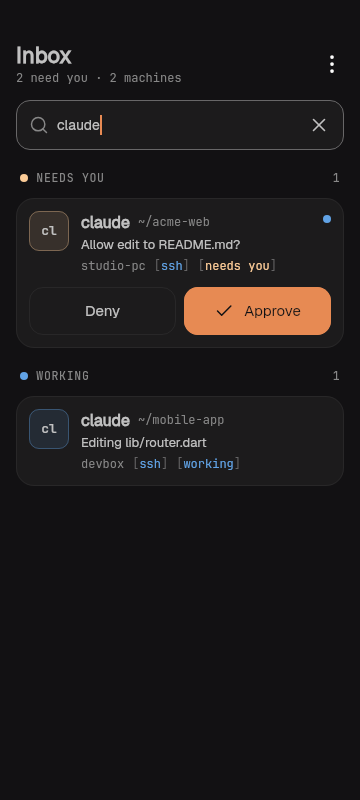 Inbox
2 need you · 2 machines
claude
NEEDS YOU 1
cl claude ~/acme-web
Allow edit to README.md?
studio-pc [ssh] [needs you]
Deny Approve
WORKING 1
cl claude ~/mobile-app
Editing lib/router.dart
devbox [ssh] [working]